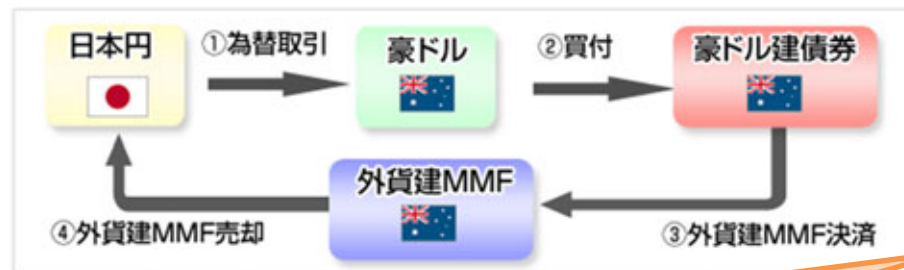 日本円
①為替取引
豪ドル
②買付
豪ドル建債券
外貨建MMF
④外貨建MMF売却
③外貨建MMF決済